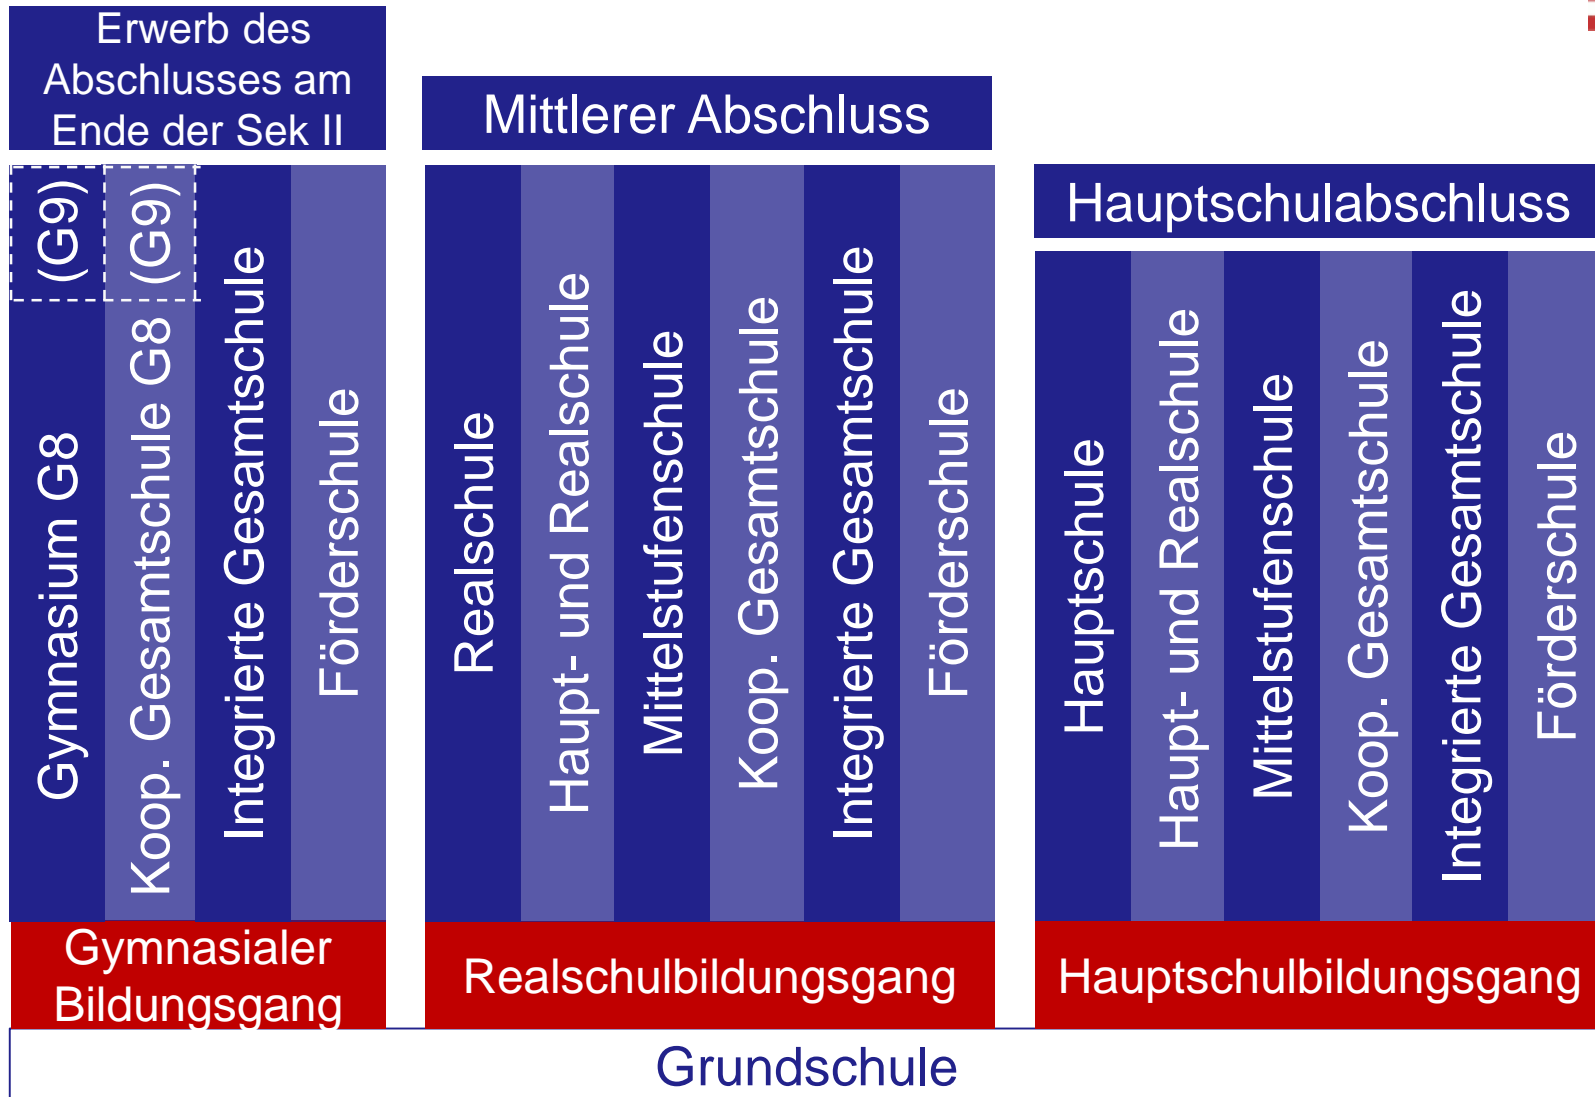 Erwerb des
Abschlusses am
Ende der Sek II
Mittlerer Abschluss
Hauptschulabschluss
Gymnasium G8 (G9)
Koop. Gesamtschule G8 (G9)
Integrierte Gesamtschule
Förderschule
Realschule
Haupt- und Realschule
Mittelstufenschule
Koop. Gesamtschule
Integrierte Gesamtschule
Förderschule
Hauptschule
Haupt- und Realschule
Mittelstufenschule
Koop. Gesamtschule
Integrierte Gesamtschule
Förderschule
Gymnasialer
Bildungsgang
Realschulbildungsgang
Hauptschulbildungsgang
Grundschule